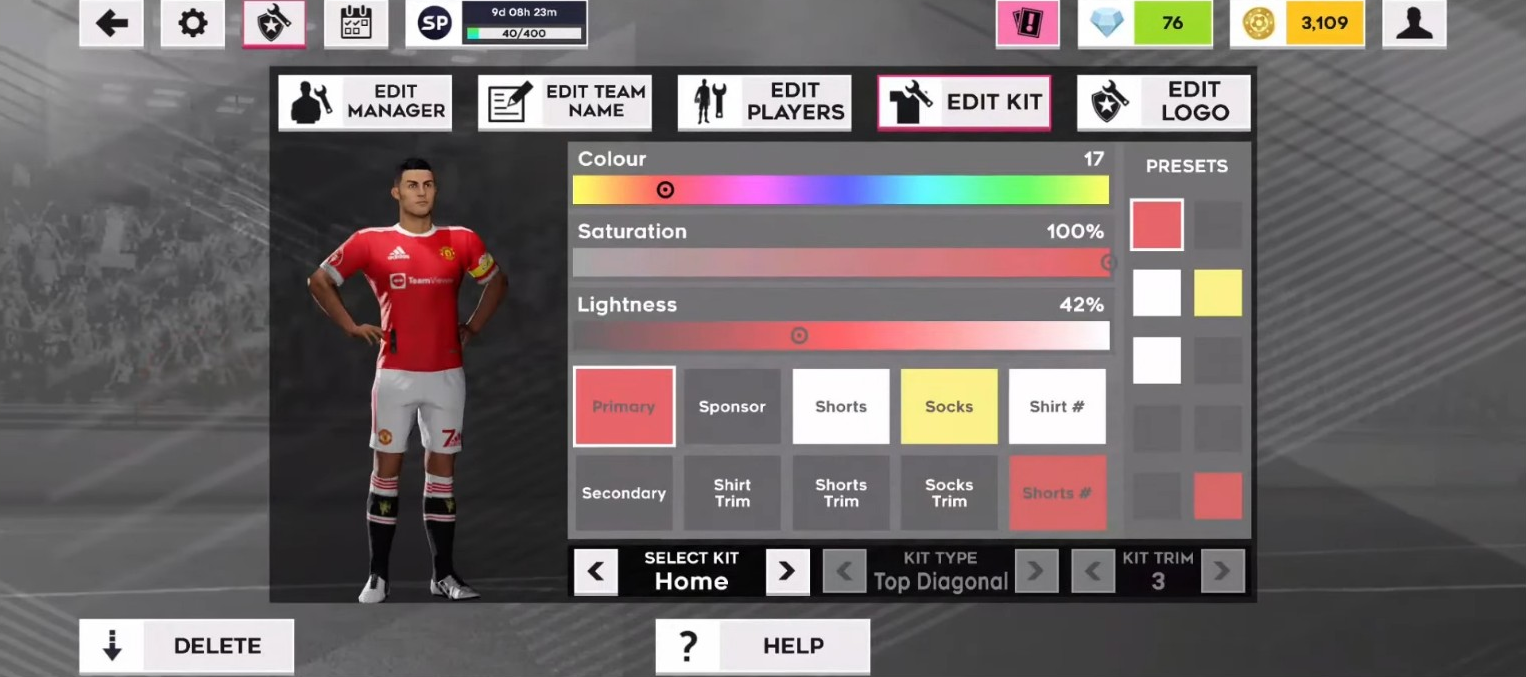 SP
9d 08h 23m
40/400
76
3,109
EDIT
MANAGER
EDIT TEAM
NAME
EDIT
PLAYERS
EDIT KIT
EDIT
LOGO
Colour 17
Saturation 100%
Lightness 42%
PRESETS
adidas
TeamViewer
7
Primary
Sponsor
Shorts
Socks
Shirt #
Secondary
Shirt
Trim
Shorts
Trim
Socks
Trim
Shorts #
SELECT KIT
Home
KIT TYPE
Top Diagonal
KIT TRIM
3
DELETE
? HELP